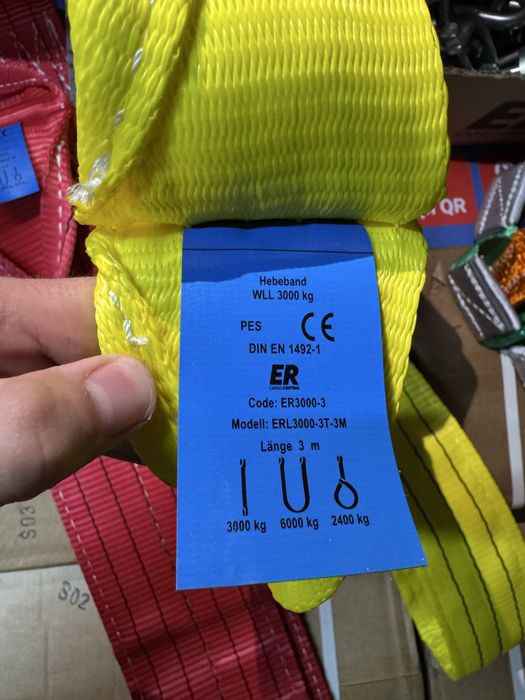 Hebeband
WLL 3000 kg
PES CE
DIN EN 1492-1
ER
CARGO CONTROL
Code: ER3000-3
Modell: ERL3000-3T-3M
Länge 3 m
3000 kg 6000 kg 2400 kg
QR
S03
S02